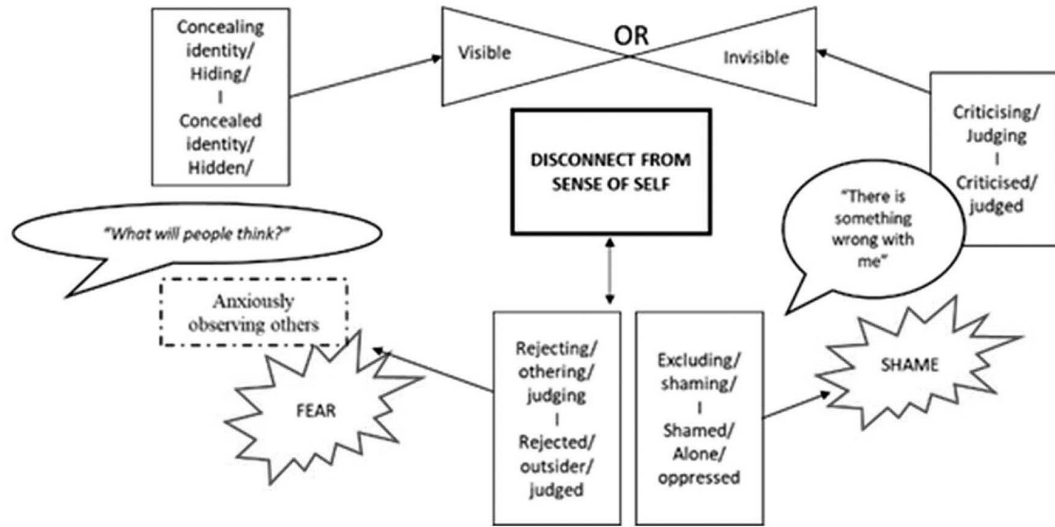 Concealing
identity/
Hiding/
I
Concealed
identity/
Hidden/
Visible
OR
Invisible
Criticising/
Judging
I
Criticised/
judged
DISCONNECT FROM
SENSE OF SELF
"What will people think?"
"There is
something
wrong with
me"
Anxiously
observing others
FEAR
Rejecting/
othering/
judging
I
Rejected/
outsider/
judged
Excluding/
shaming/
I
Shamed/
Alone/
oppressed
SHAME